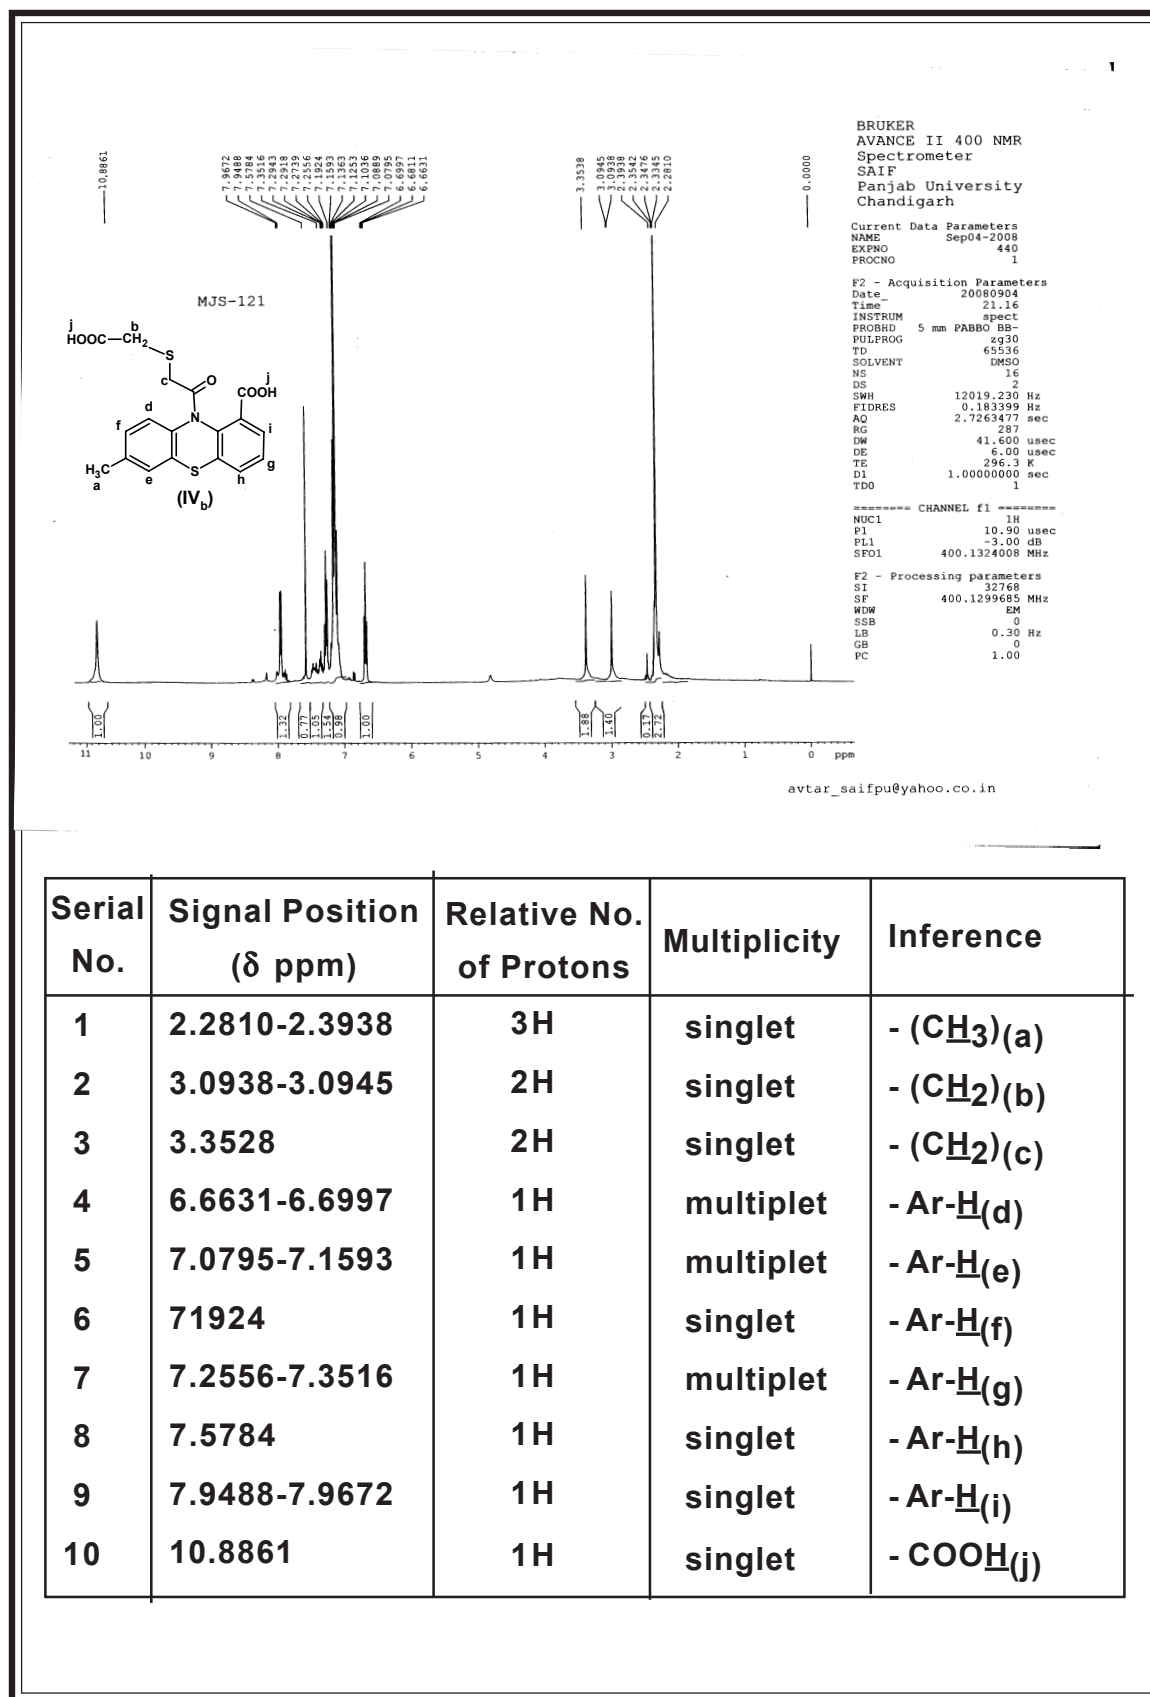 10.8861
7.9672
7.9488
7.5784
7.3516
7.2943
7.2918
7.2739
7.2556
7.1924
7.1593
7.1363
7.1253
7.1036
7.0889
7.0795
6.6997
6.6811
6.6631
3.3538
3.0945
3.0938
2.3938
2.3542
2.3476
2.3345
2.2810
0.0000
BRUKER
AVANCE II 400 NMR
Spectrometer
SAIF
Panjab University
Chandigarh
Current Data Parameters
NAME Sep04-2008
EXPNO 440
PROCNO 1
F2 - Acquisition Parameters
Date_ 20080904
Time 21.16
INSTRUM spect
PROBHD 5 mm PABBO BB-
PULPROG zg30
TD 65536
SOLVENT DMSO
NS 16
DS 2
SWH 12019.230 Hz
FIDRES 0.183399 Hz
AQ 2.7263477 sec
RG 287
DW 41.600 usec
DE 6.00 usec
TE 296.3 K
D1 1.00000000 sec
TD0 1
======== CHANNEL f1 ========
NUC1 1H
P1 10.90 usec
PL1 -3.00 dB
SFO1 400.1324008 MHz
F2 - Processing parameters
SI 32768
SF 400.1299685 MHz
WDW EM
SSB 0
LB 0.30 Hz
GB 0
PC 1.00
MJS-121
j b
HOOC-CH2
S
c O j
COOH
d N
f i
g
H3C S
a e h
(IVb)
1.00 1.32 0.77 1.05 1.54 0.98 1.00 1.88 1.40 0.17 2.72
11 10 9 8 7 6 5 4 3 2 1 0 ppm
avtar_saifpu@yahoo.co.in
Serial No. Signal Position (δ ppm) Relative No. of Protons Multiplicity Inference
1 2.2810-2.3938 3H singlet - (CH3)(a)
2 3.0938-3.0945 2H singlet - (CH2)(b)
3 3.3528 2H singlet - (CH2)(c)
4 6.6631-6.6997 1H multiplet - Ar-H(d)
5 7.0795-7.1593 1H multiplet - Ar-H(e)
6 71924 1H singlet - Ar-H(f)
7 7.2556-7.3516 1H multiplet - Ar-H(g)
8 7.5784 1H singlet - Ar-H(h)
9 7.9488-7.9672 1H singlet - Ar-H(i)
10 10.8861 1H singlet - COOH(j)